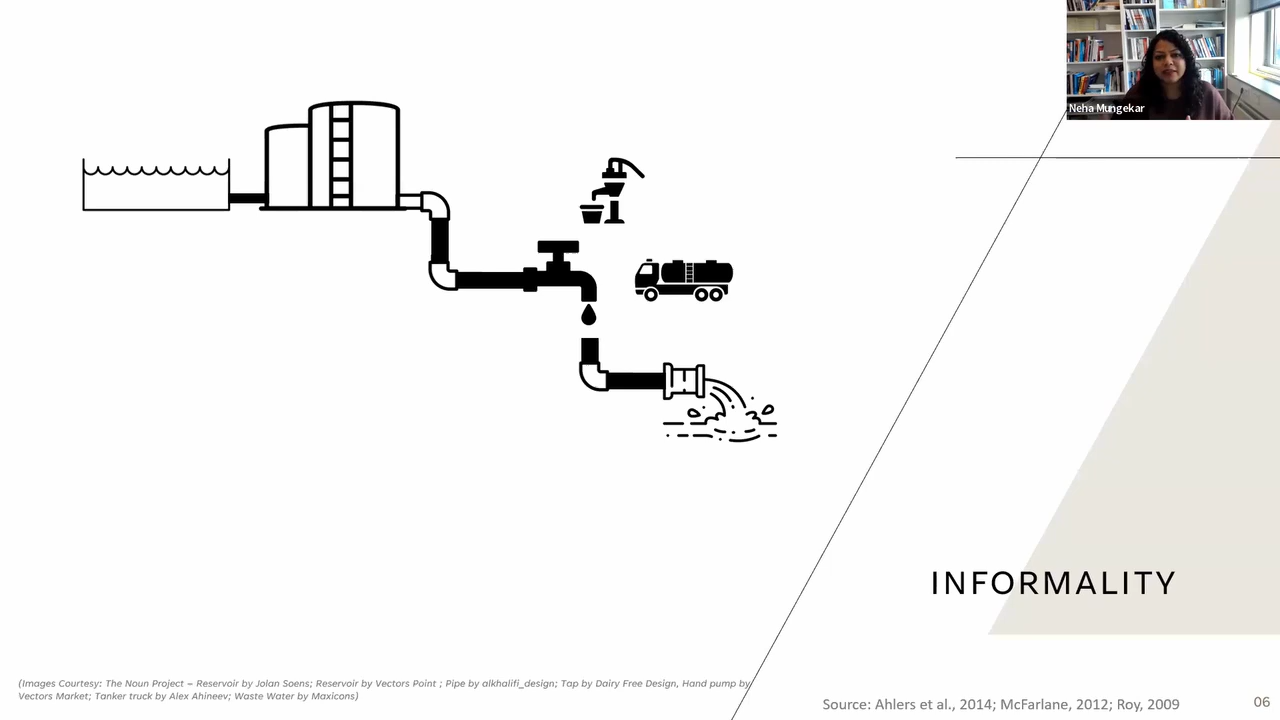 Neha Mungekar
INFORMALITY
(Images Courtesy: The Noun Project – Reservoir by Jolan Soens; Reservoir by Vectors Point ; Pipe by alkhalifi_design; Tap by Dairy Free Design, Hand pump by
Vectors Market; Tanker truck by Alex Ahineev; Waste Water by Maxicons)
Source: Ahlers et al., 2014; McFarlane, 2012; Roy, 2009
06